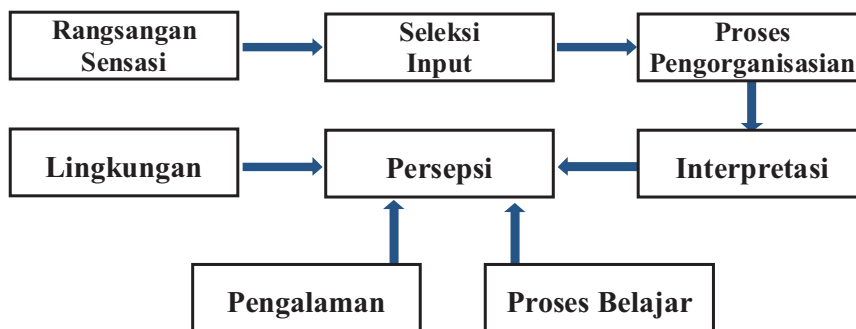 Rangsangan
Sensasi
Seleksi
Input
Proses
Pengorganisasian
Lingkungan
Persepsi
Interpretasi
Pengalaman
Proses Belajar